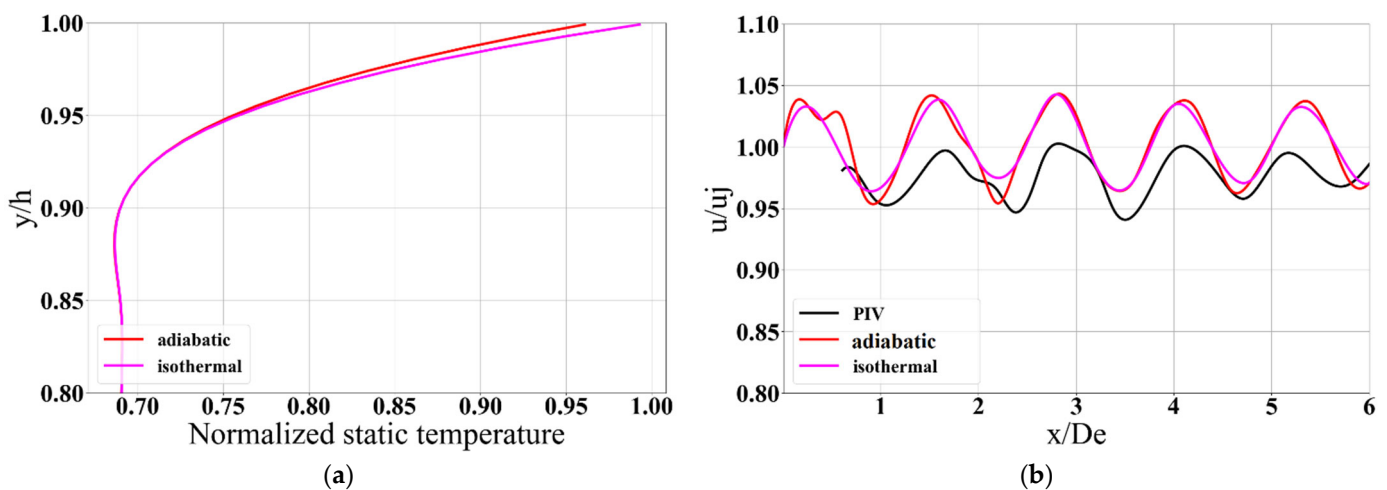 1.00
0.95
0.90
0.85
0.80
y/h
adiabatic
isothermal
0.70 0.75 0.80 0.85 0.90 0.95 1.00
Normalized static temperature
(a)
1.10
1.05
1.00
0.95
0.90
0.85
0.80
u/uj
PIV
adiabatic
isothermal
1 2 3 4 5 6
x/De
(b)